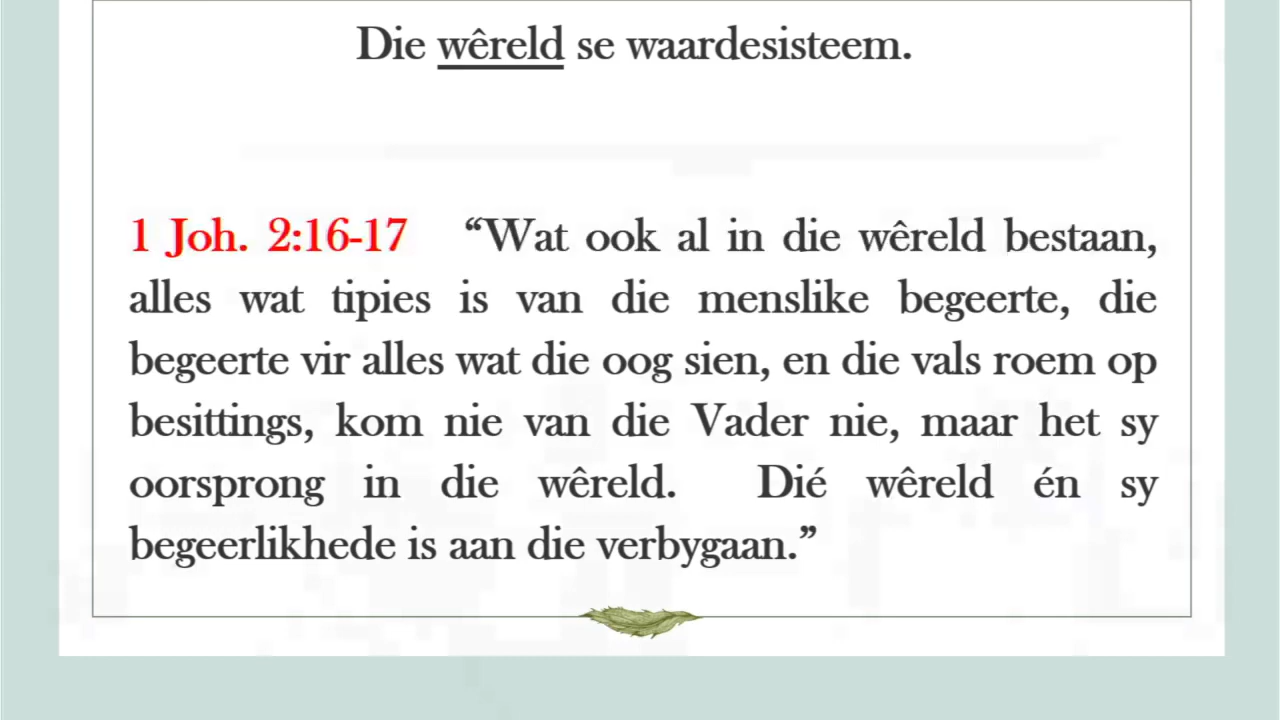 Die wêreld se waardesisteem.
1 Joh. 2:16-17 “Wat ook al in die wêreld bestaan,
alles wat tipies is van die menslike begeerte, die
begeerte vir alles wat die oog sien, en die vals roem op
besittings, kom nie van die Vader nie, maar het sy
oorsprong in die wêreld. Dié wêreld én sy
begeerlikhede is aan die verbygaan.”